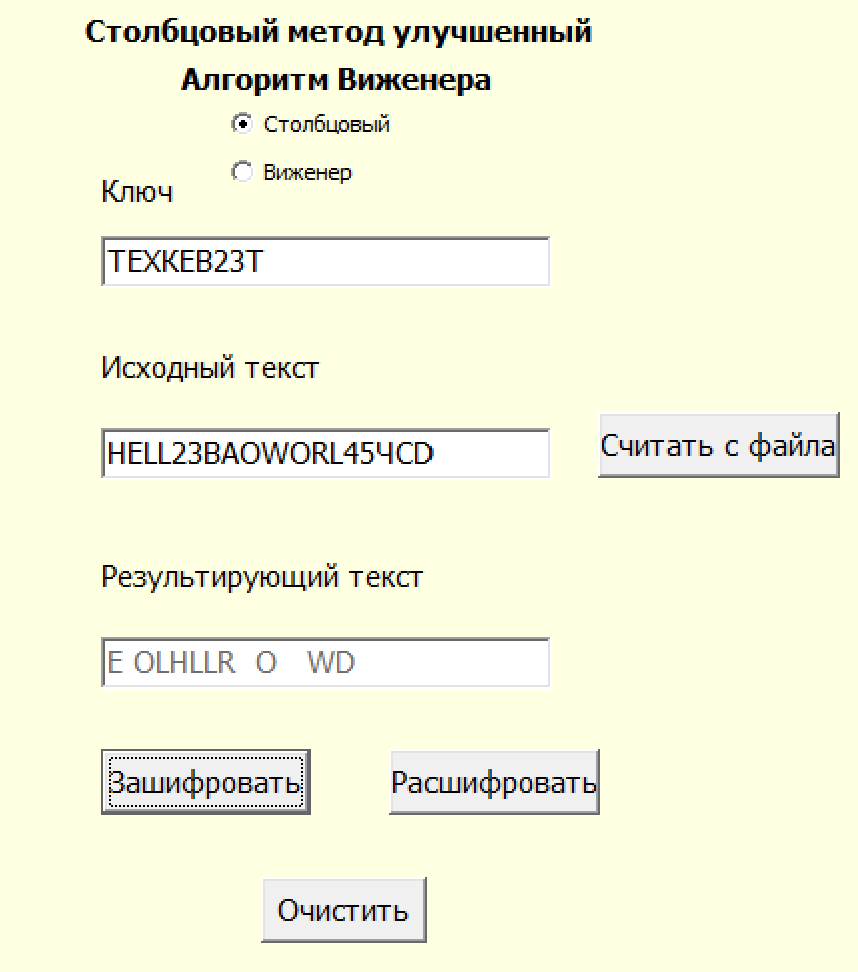 Столбцовый метод улучшенный
Алгоритм Виженера
Столбцовый
Виженер
Ключ
ТЕХКЕВ23Т
Исходный текст
HELL23ВАOWORL45ЧCD
Считать с файла
Результирующий текст
E OLHLLR  O   WD
Зашифровать
Расшифровать
Очистить